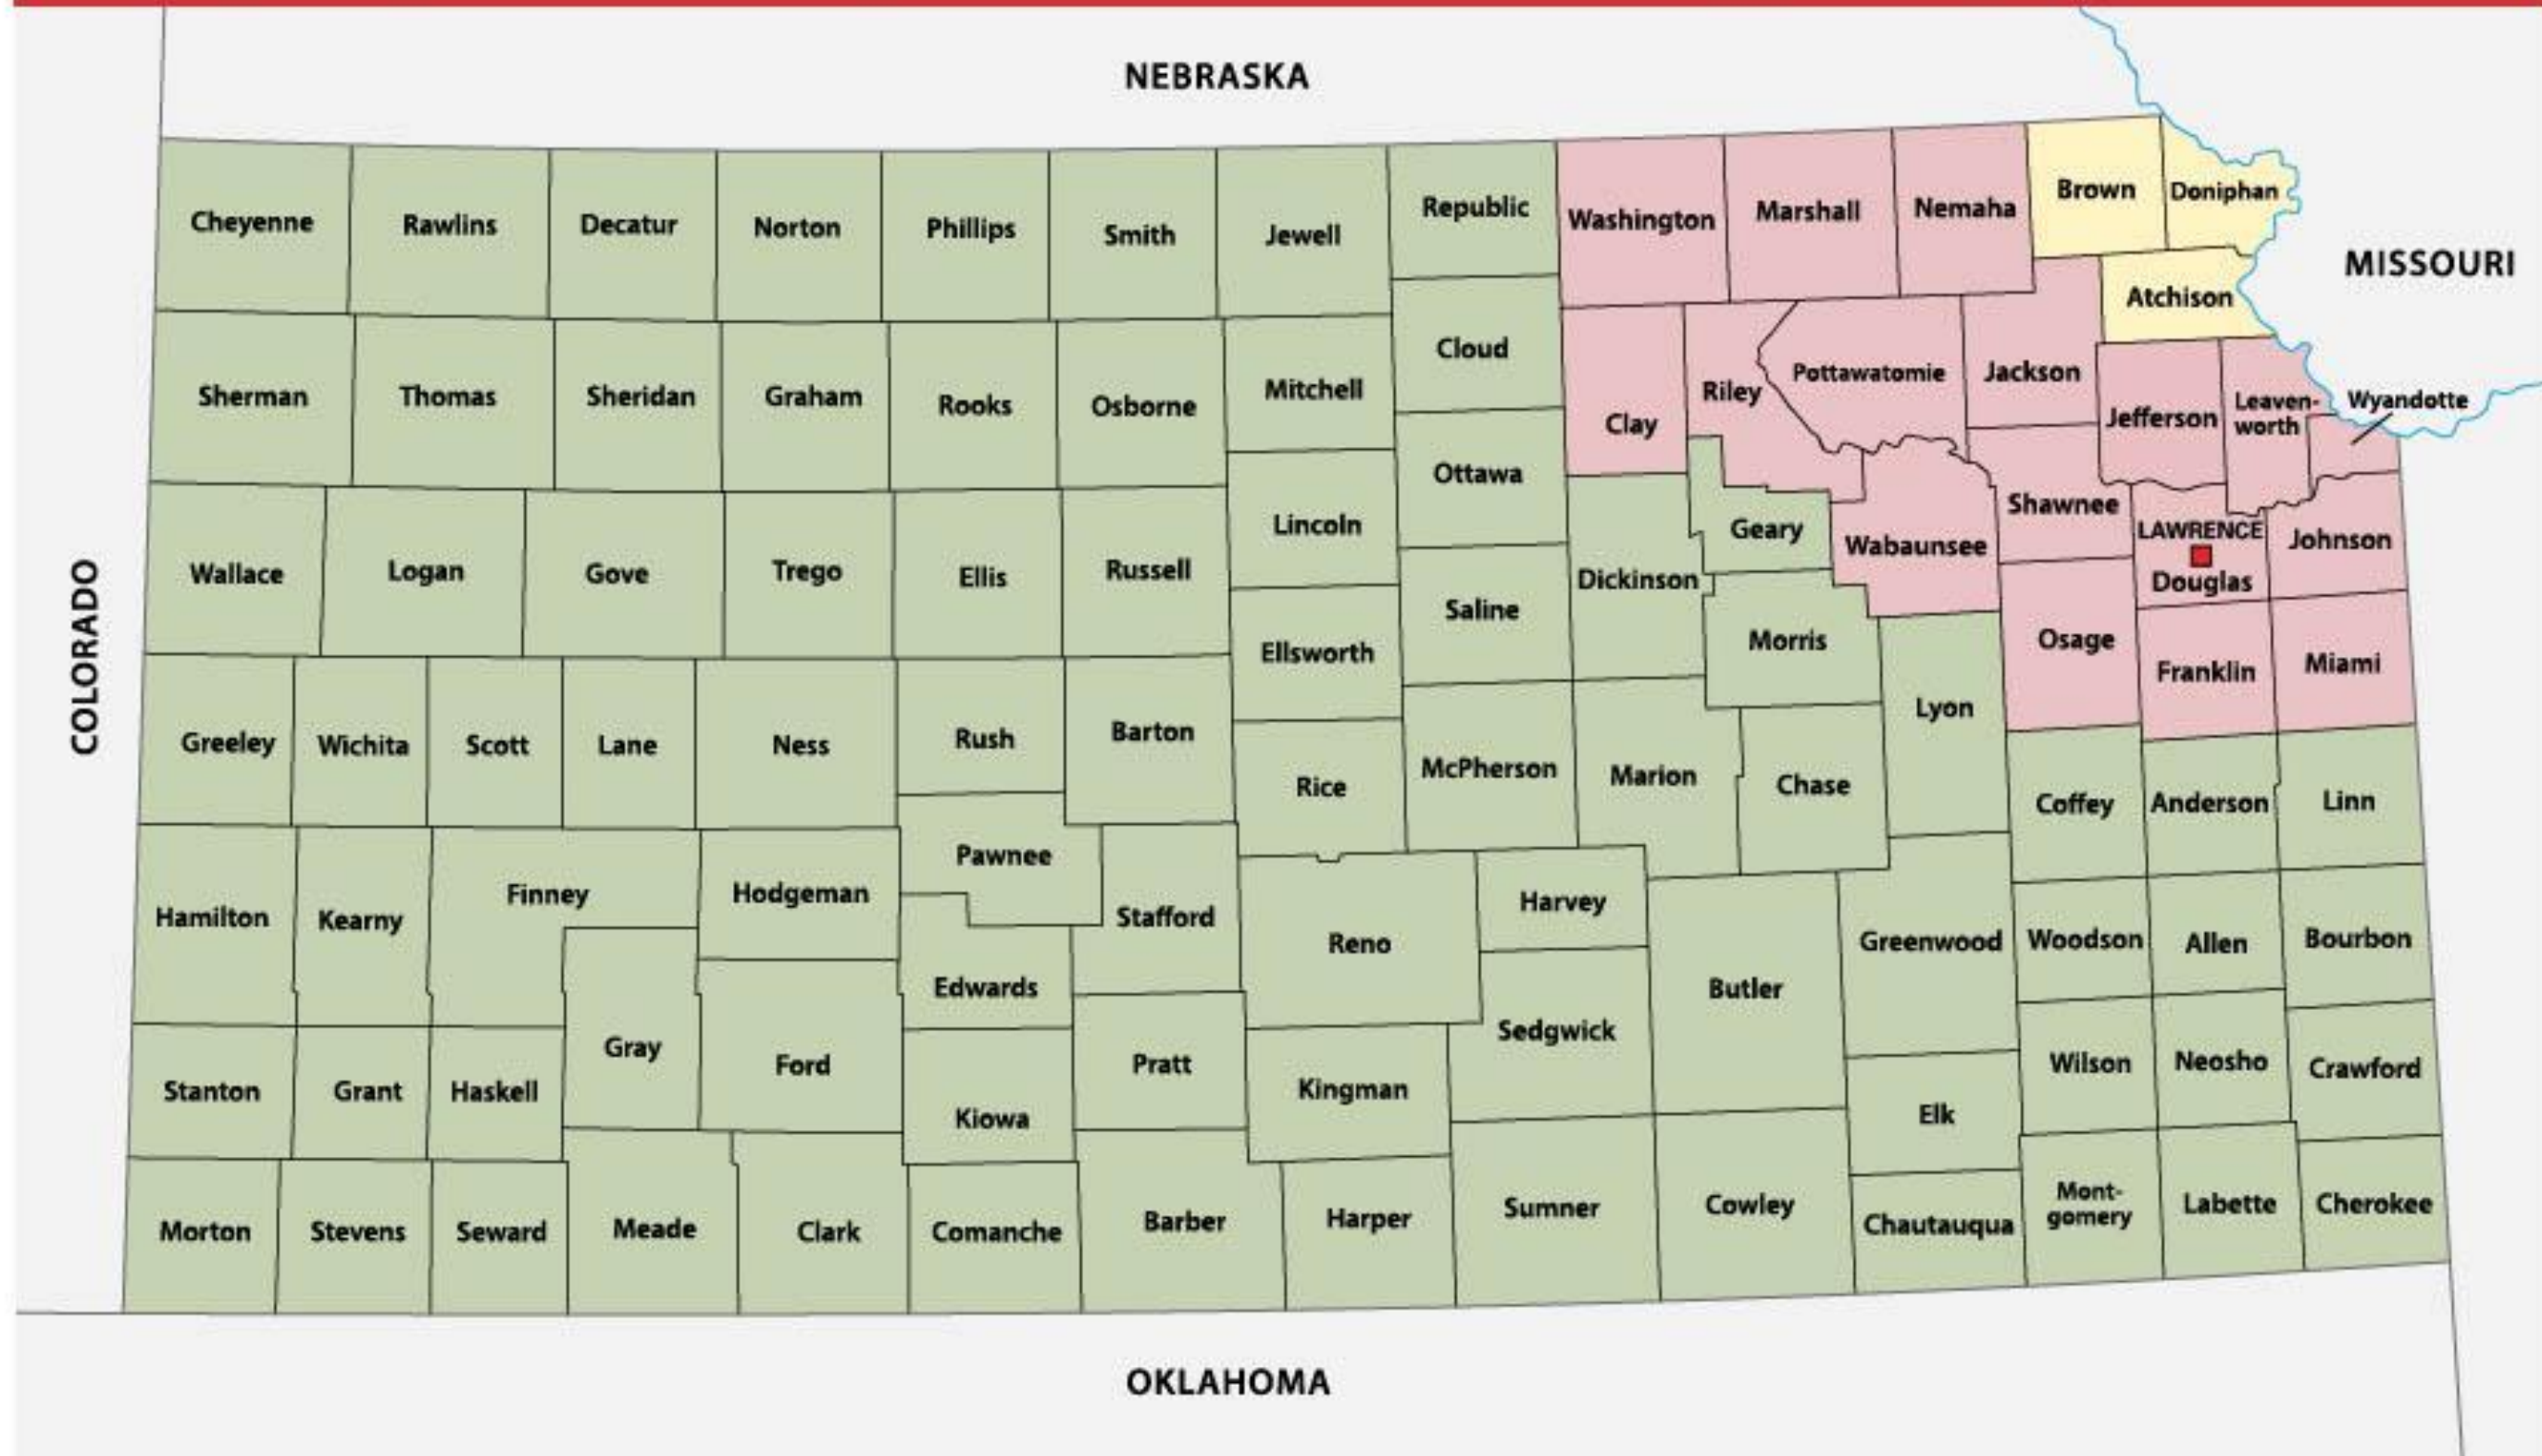 NEBRASKA
Cheyenne
Rawlins
Decatur
Norton
Phillips
Smith
Jewell
Republic
Washington
Marshall
Nemaha
Brown
Doniphan
MISSOURI
Atchison
Sherman
Thomas
Sheridan
Graham
Rooks
Osborne
Mitchell
Cloud
Clay
Riley
Pottawatomie
Jackson
Jefferson
Leaven-
worth
Wyandotte
COLORADO
Wallace
Logan
Gove
Trego
Ellis
Russell
Lincoln
Ottawa
Dickinson
Geary
Wabaunsee
Shawnee
LAWRENCE
Douglas
Johnson
Ellsworth
Saline
Morris
Osage
Franklin
Miami
Greeley
Wichita
Scott
Lane
Ness
Rush
Barton
Rice
McPherson
Marion
Chase
Lyon
Coffey
Anderson
Linn
Hamilton
Kearny
Finney
Hodgeman
Pawnee
Stafford
Reno
Harvey
Butler
Greenwood
Woodson
Allen
Bourbon
Edwards
Sedgwick
Stanton
Grant
Haskell
Gray
Ford
Kiowa
Pratt
Kingman
Elk
Wilson
Neosho
Crawford
Morton
Stevens
Seward
Meade
Clark
Comanche
Barber
Harper
Sumner
Cowley
Chautauqua
Mont-
gomery
Labette
Cherokee
OKLAHOMA